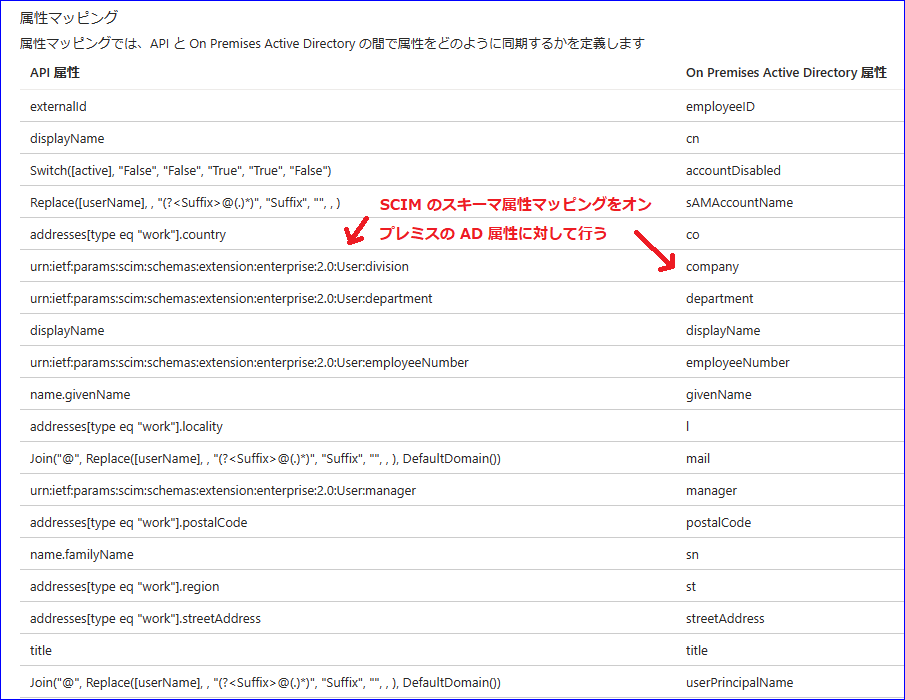 属性マッピング
属性マッピングでは、API と On Premises Active Directory の間で属性をどのように同期するかを定義します
API 属性 On Premises Active Directory 属性
externalId employeeID
displayName cn
Switch([active], "False", "False", "True", "True", "False") accountDisabled
Replace([userName], , "(?<Suffix>@(.)*)", "Suffix", "", , ) sAMAccountName
SCIM のスキーマ属性マッピングをオン
プレミスの AD 属性に対して行う
addresses[type eq "work"].country co
urn:ietf:params:scim:schemas:extension:enterprise:2.0:User:division company
urn:ietf:params:scim:schemas:extension:enterprise:2.0:User:department department
displayName displayName
urn:ietf:params:scim:schemas:extension:enterprise:2.0:User:employeeNumber employeeNumber
name.givenName givenName
addresses[type eq "work"].locality l
Join("@", Replace([userName], , "(?<Suffix>@(.)*)", "Suffix", "", , ), DefaultDomain()) mail
urn:ietf:params:scim:schemas:extension:enterprise:2.0:User:manager manager
addresses[type eq "work"].postalCode postalCode
name.familyName sn
addresses[type eq "work"].region st
addresses[type eq "work"].streetAddress streetAddress
title title
Join("@", Replace([userName], , "(?<Suffix>@(.)*)", "Suffix", "", , ), DefaultDomain()) userPrincipalName